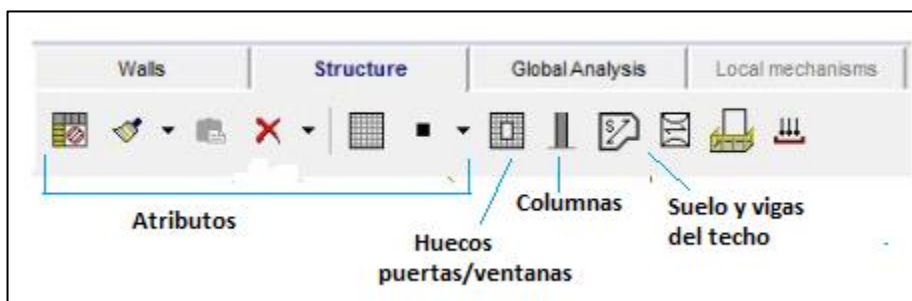 Walls
Structure
Global Analysis
Local mechanisms
S
Atributos
Huecos
puertas/ventanas
Columnas
Suelo y vigas
del techo